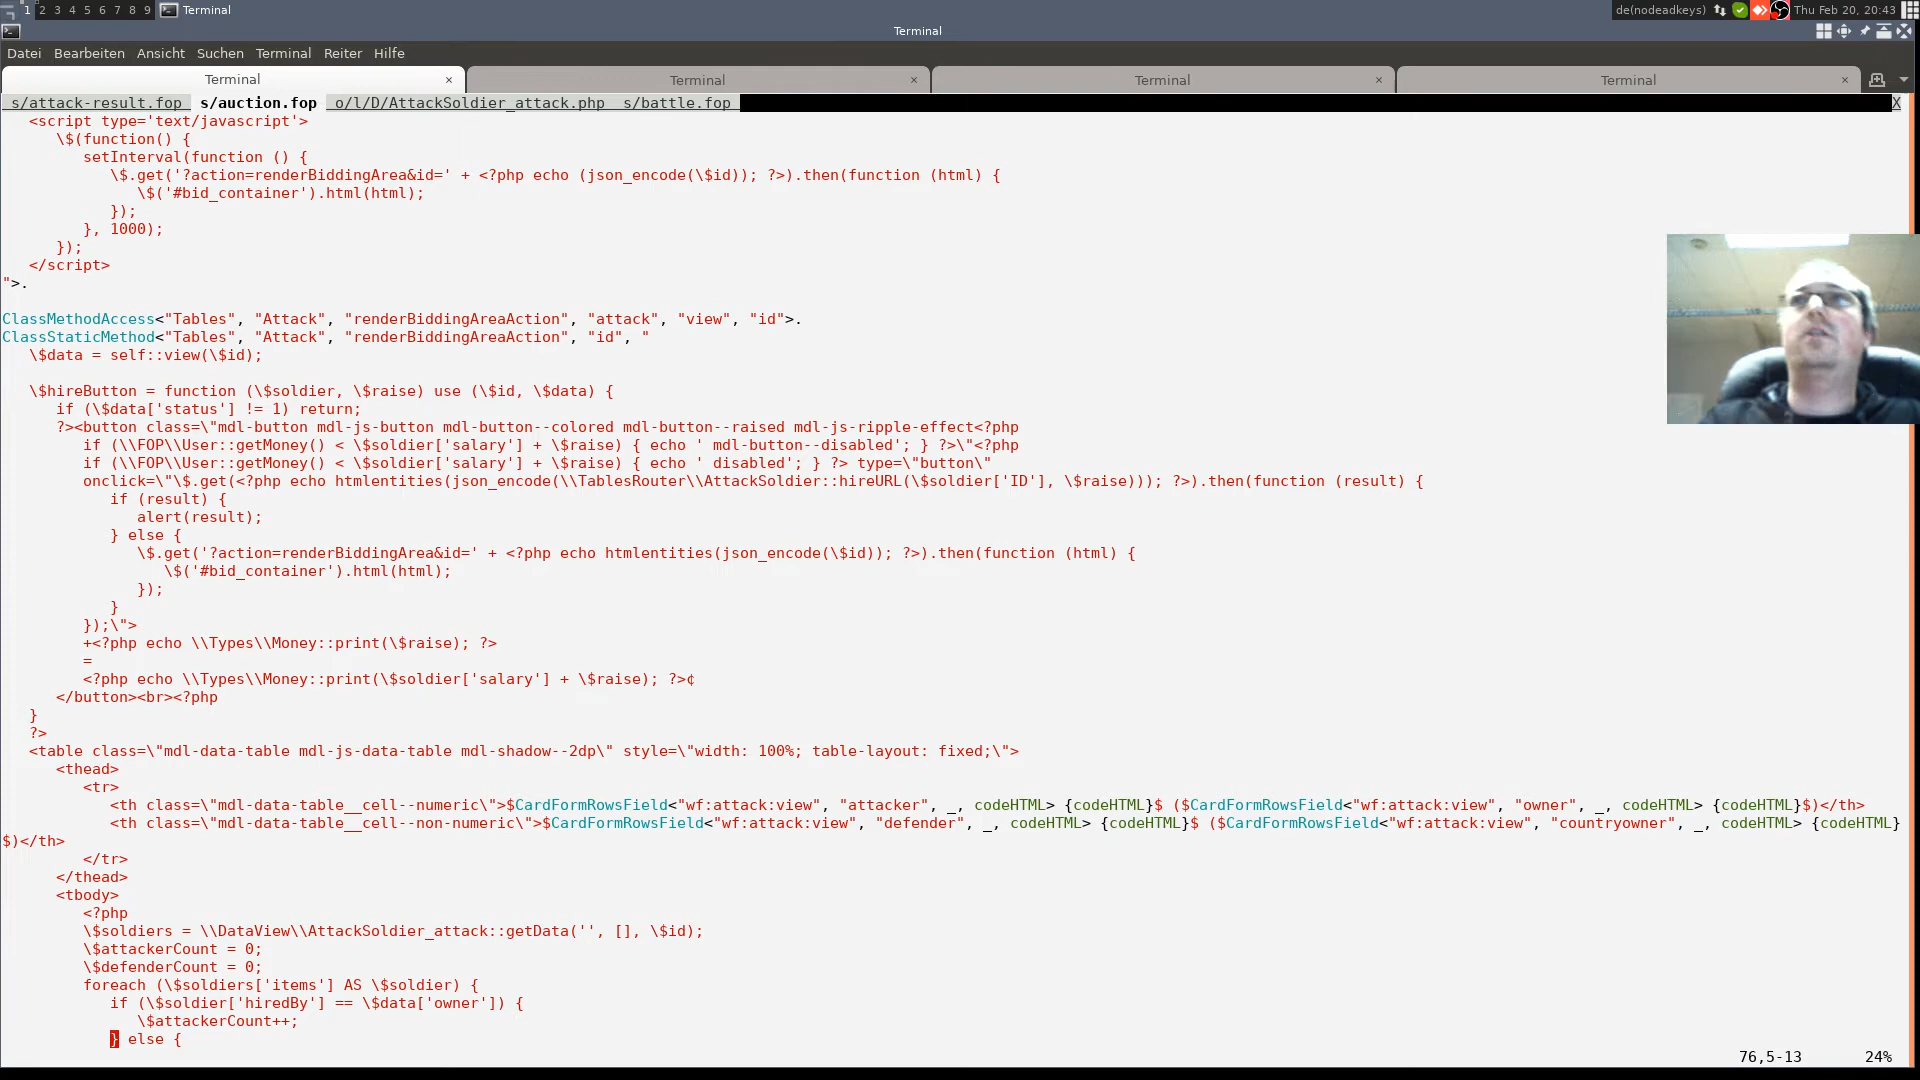 1 2 3 4 5 6 7 8 9 Terminal de(nodeadkeys) Thu Feb 20, 20:43
Terminal
Datei Bearbeiten Ansicht Suchen Terminal Reiter Hilfe
Terminal × Terminal × Terminal × Terminal ×
s/attack-result.fop s/auction.fop o/l/D/AttackSoldier_attack.php s/battle.fop X
<script type='text/javascript'>
\$(function() {
setInterval(function () {
\$.get('?action=renderBiddingArea&id=' + <?php echo (json_encode(\$id)); ?>).then(function (html) {
\$('#bid_container').html(html);
});
}, 1000);
});
</script>
">.
ClassMethodAccess<"Tables", "Attack", "renderBiddingAreaAction", "attack", "view", "id">.
ClassStaticMethod<"Tables", "Attack", "renderBiddingAreaAction", "id", "
\$data = self::view(\$id);
\$hireButton = function (\$soldier, \$raise) use (\$id, \$data) {
if (\$data['status'] != 1) return;
?><button class=\"mdl-button mdl-js-button mdl-button--colored mdl-button--raised mdl-js-ripple-effect<?php
if (\\FOP\\User::getMoney() < \$soldier['salary'] + \$raise) { echo ' mdl-button--disabled'; } ?>\"<?php
if (\\FOP\\User::getMoney() < \$soldier['salary'] + \$raise) { echo ' disabled'; } ?> type=\"button\"
onclick=\"\$.get(<?php echo htmlentities(json_encode(\\TablesRouter\\AttackSoldier::hireURL(\$soldier['ID'], \$raise))); ?>).then(function (result) {
if (result) {
alert(result);
} else {
\$.get('?action=renderBiddingArea&id=' + <?php echo htmlentities(json_encode(\$id)); ?>).then(function (html) {
\$('#bid_container').html(html);
});
}
});\">
+<?php echo \\Types\\Money::print(\$raise); ?>
=
<?php echo \\Types\\Money::print(\$soldier['salary'] + \$raise); ?>¢
</button><br><?php
}
?>
<table class=\"mdl-data-table mdl-js-data-table mdl-shadow--2dp\" style=\"width: 100%; table-layout: fixed;\">
<thead>
<tr>
<th class=\"mdl-data-table__cell--numeric\">$CardFormRowsField<"wf:attack:view", "attacker", _, codeHTML> {codeHTML}$ ($CardFormRowsField<"wf:attack:view", "owner", _, codeHTML> {codeHTML}$)</th>
<th class=\"mdl-data-table__cell--non-numeric\">$CardFormRowsField<"wf:attack:view", "defender", _, codeHTML> {codeHTML}$ ($CardFormRowsField<"wf:attack:view", "countryowner", _, codeHTML> {codeHTML}
$)</th>
</tr>
</thead>
<tbody>
<?php
\$soldiers = \\DataView\\AttackSoldier_attack::getData('', [], \$id);
\$attackerCount = 0;
\$defenderCount = 0;
foreach (\$soldiers['items'] AS \$soldier) {
if (\$soldier['hiredBy'] == \$data['owner']) {
\$attackerCount++;
} else {
76,5-13 24%